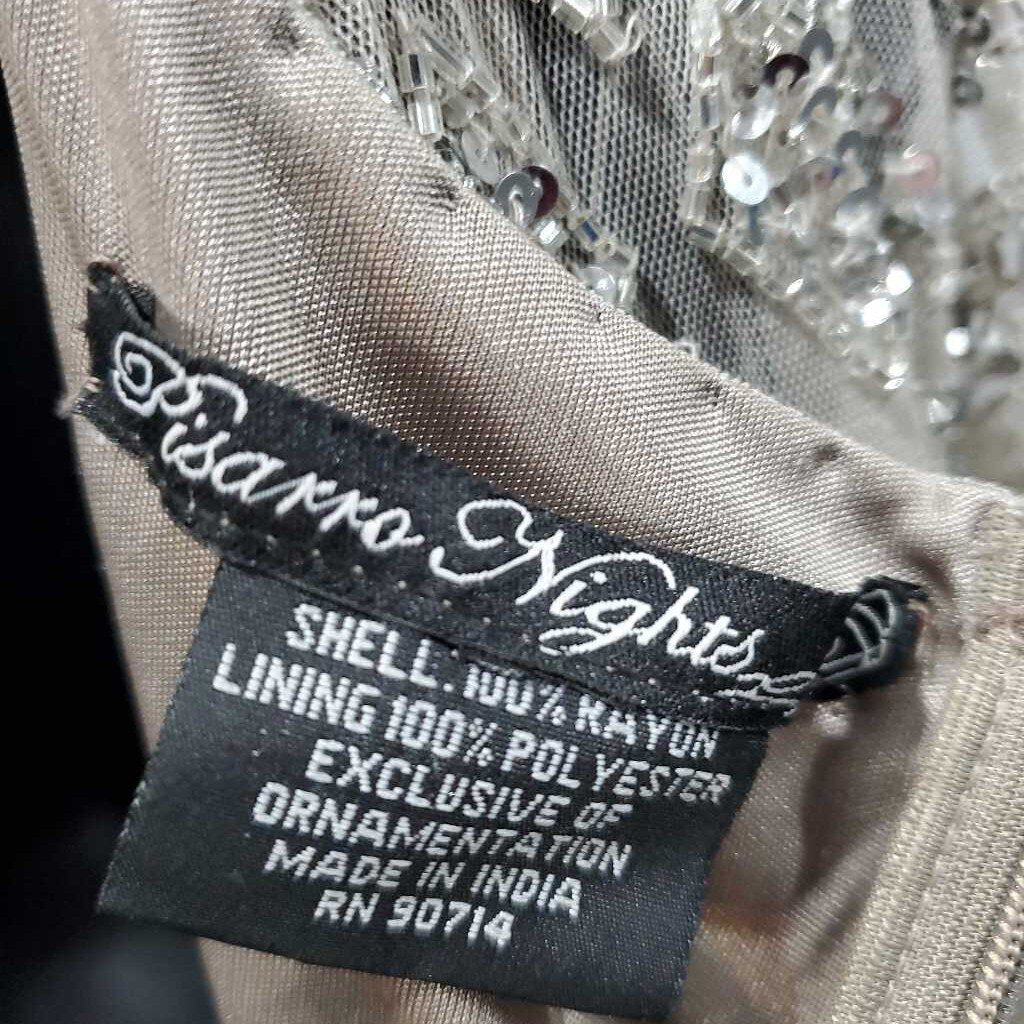 Pisarro Nights
SHELL: 100% RAYON
LINING 100% POLYESTER
EXCLUSIVE OF
ORNAMENTATION
MADE IN INDIA
RN 90714